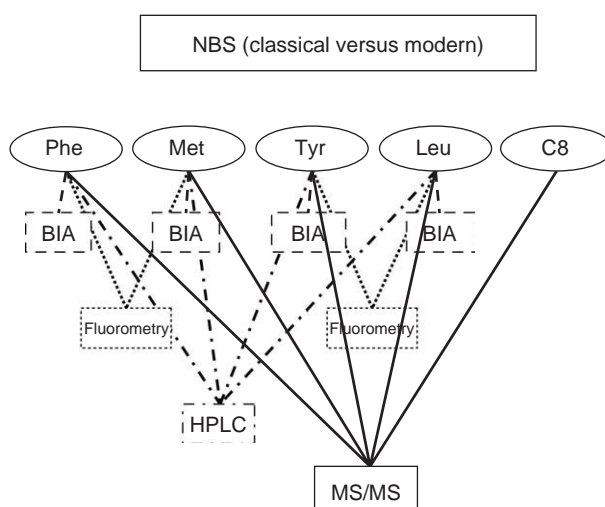 NBS (classical versus modern)
Phe Met Tyr Leu C8
BIA BIA BIA BIA
Fluorometry Fluorometry
HPLC
MS/MS